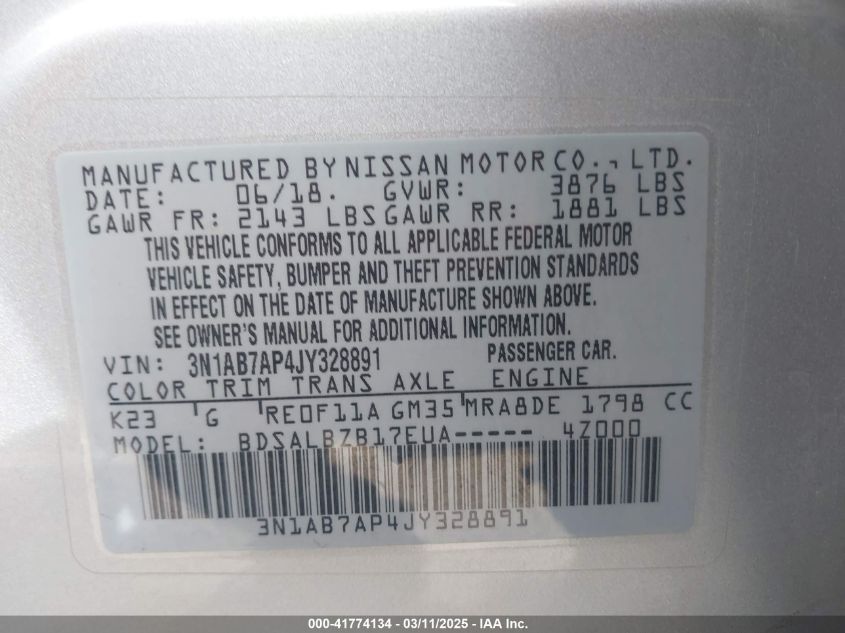 MANUFACTURED BY NISSAN MOTOR CO., LTD.
DATE: 06/18. GVWR: 3876 LBS
GAWR FR: 2143 LBS GAWR RR: 1881 LBS
THIS VEHICLE CONFORMS TO ALL APPLICABLE FEDERAL MOTOR
VEHICLE SAFETY, BUMPER AND THEFT PREVENTION STANDARDS
IN EFFECT ON THE DATE OF MANUFACTURE SHOWN ABOVE.
SEE OWNER'S MANUAL FOR ADDITIONAL INFORMATION.
VIN: 3N1AB7AP4JY328891 PASSENGER CAR.
COLOR TRIM TRANS AXLE ENGINE
K23 G RE0F11A GM35 MRA8DE 1798 CC
MODEL: BDSALBZB17EUA----- 4Z000
3N1AB7AP4JY328891
000-41774134 - 03/11/2025 - IAA Inc.